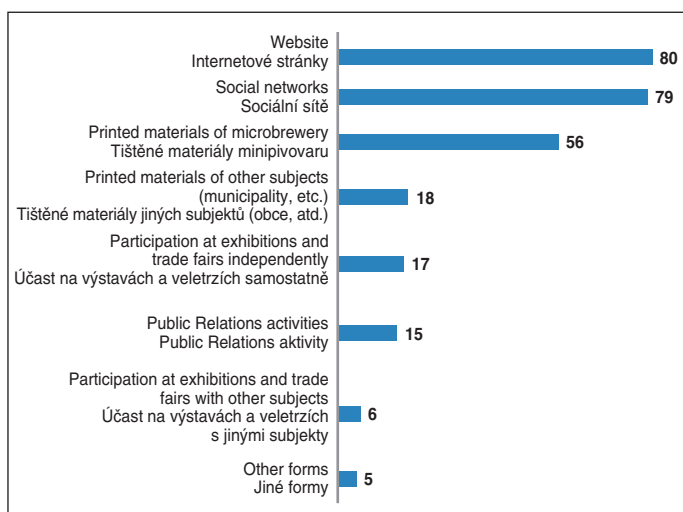 Website
Internetové stránky
80
Social networks
Sociální sítě
79
Printed materials of microbrewery
Tištěné materiály minipivovaru
56
Printed materials of other subjects
(municipality, etc.)
Tištěné materiály jiných subjektů (obce, atd.)
18
Participation at exhibitions and
trade fairs independently
Účast na výstavách a veletrzích samostatně
17
Public Relations activities
Public Relations aktivity
15
Participation at exhibitions and trade
fairs with other subjects
Účast na výstavách a veletrzích
s jinými subjekty
6
Other forms
Jiné formy
5